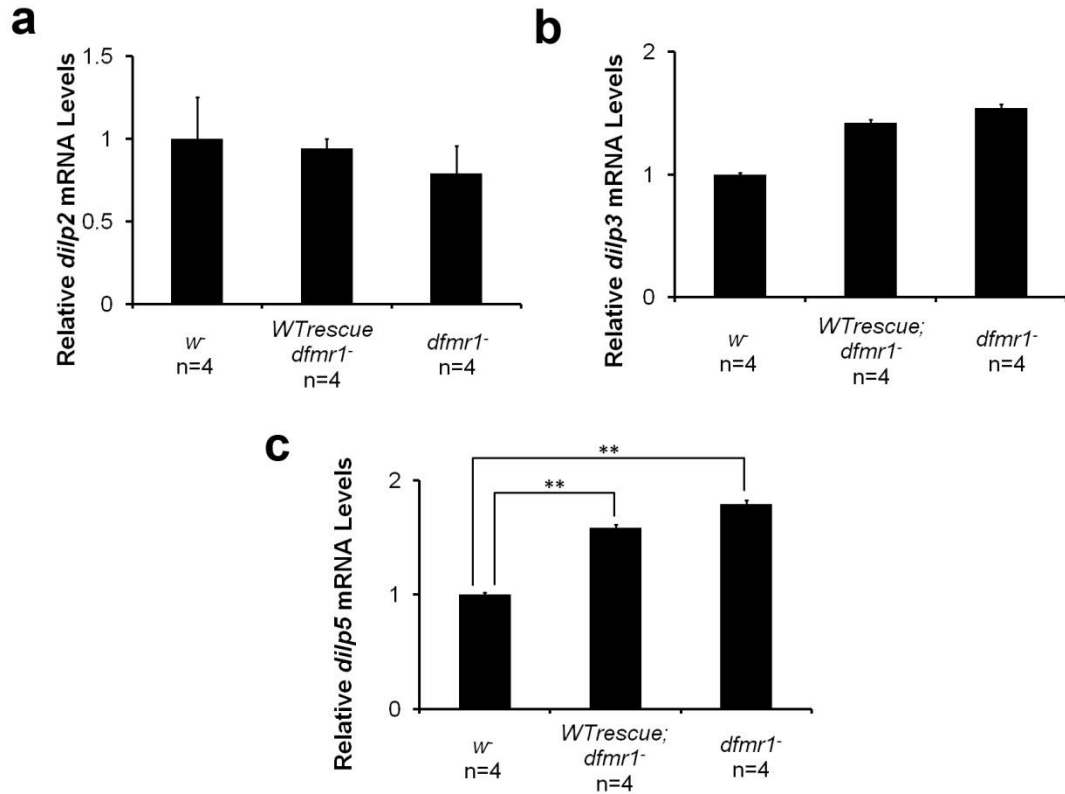 a
Relative dilp2 mRNA Levels
1.5
1
0.5
0
w-
n=4
WTrescue
dfmr1-
n=4
dfmr1-
n=4
b
Relative dilp3 mRNA Levels
2
1
0
w-
n=4
WTrescue;
dfmr1-
n=4
dfmr1-
n=4
c
Relative dilp5 mRNA Levels
2
1
0
**
**
w-
n=4
WTrescue;
dfmr1-
n=4
dfmr1-
n=4